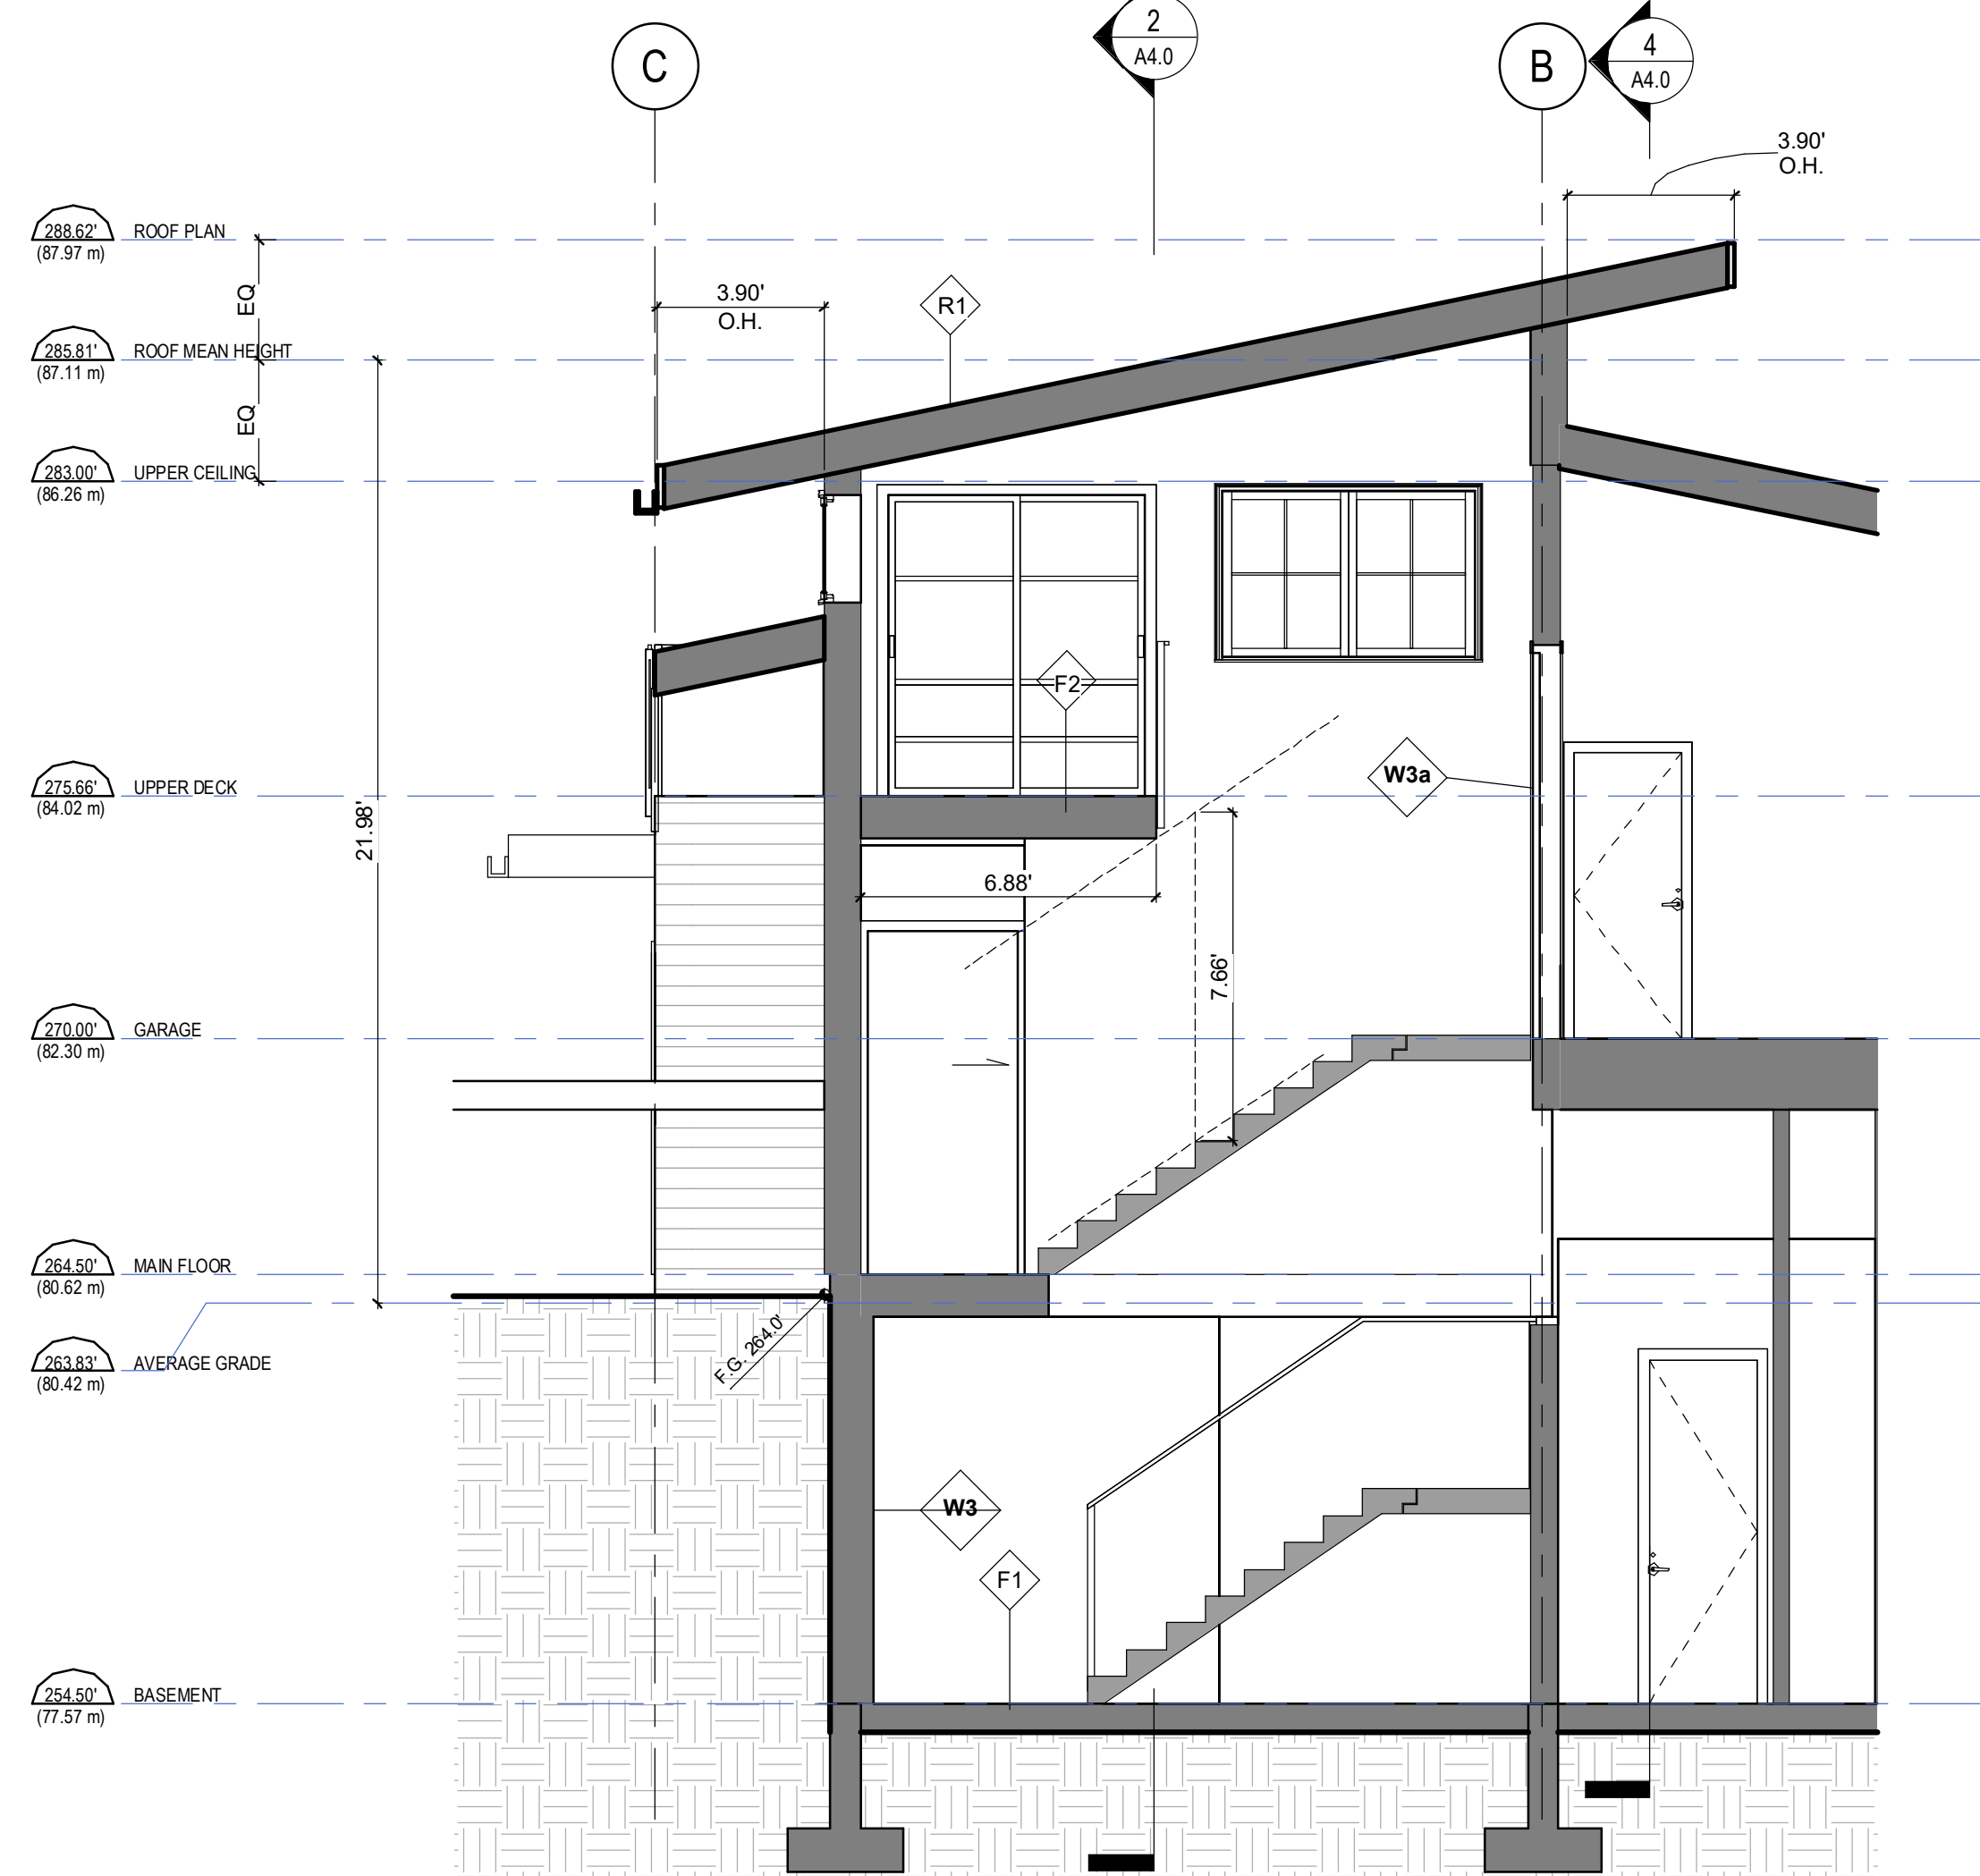 C
2
A4.0
B
4
A4.0
3.90'
O.H.
288.62'
(87.97 m)
ROOF PLAN
EQ
3.90'
O.H.
R1
285.81'
(87.11 m)
ROOF MEAN HEIGHT
EQ
283.00'
(86.26 m)
UPPER CEILING
F2
W3a
275.66'
(84.02 m)
UPPER DECK
21.98'
6.88'
7.66'
270.00'
(82.30 m)
GARAGE
264.50'
(80.62 m)
MAIN FLOOR
F.G. 264.0'
263.83'
(80.42 m)
AVERAGE GRADE
W3
F1
254.50'
(77.57 m)
BASEMENT